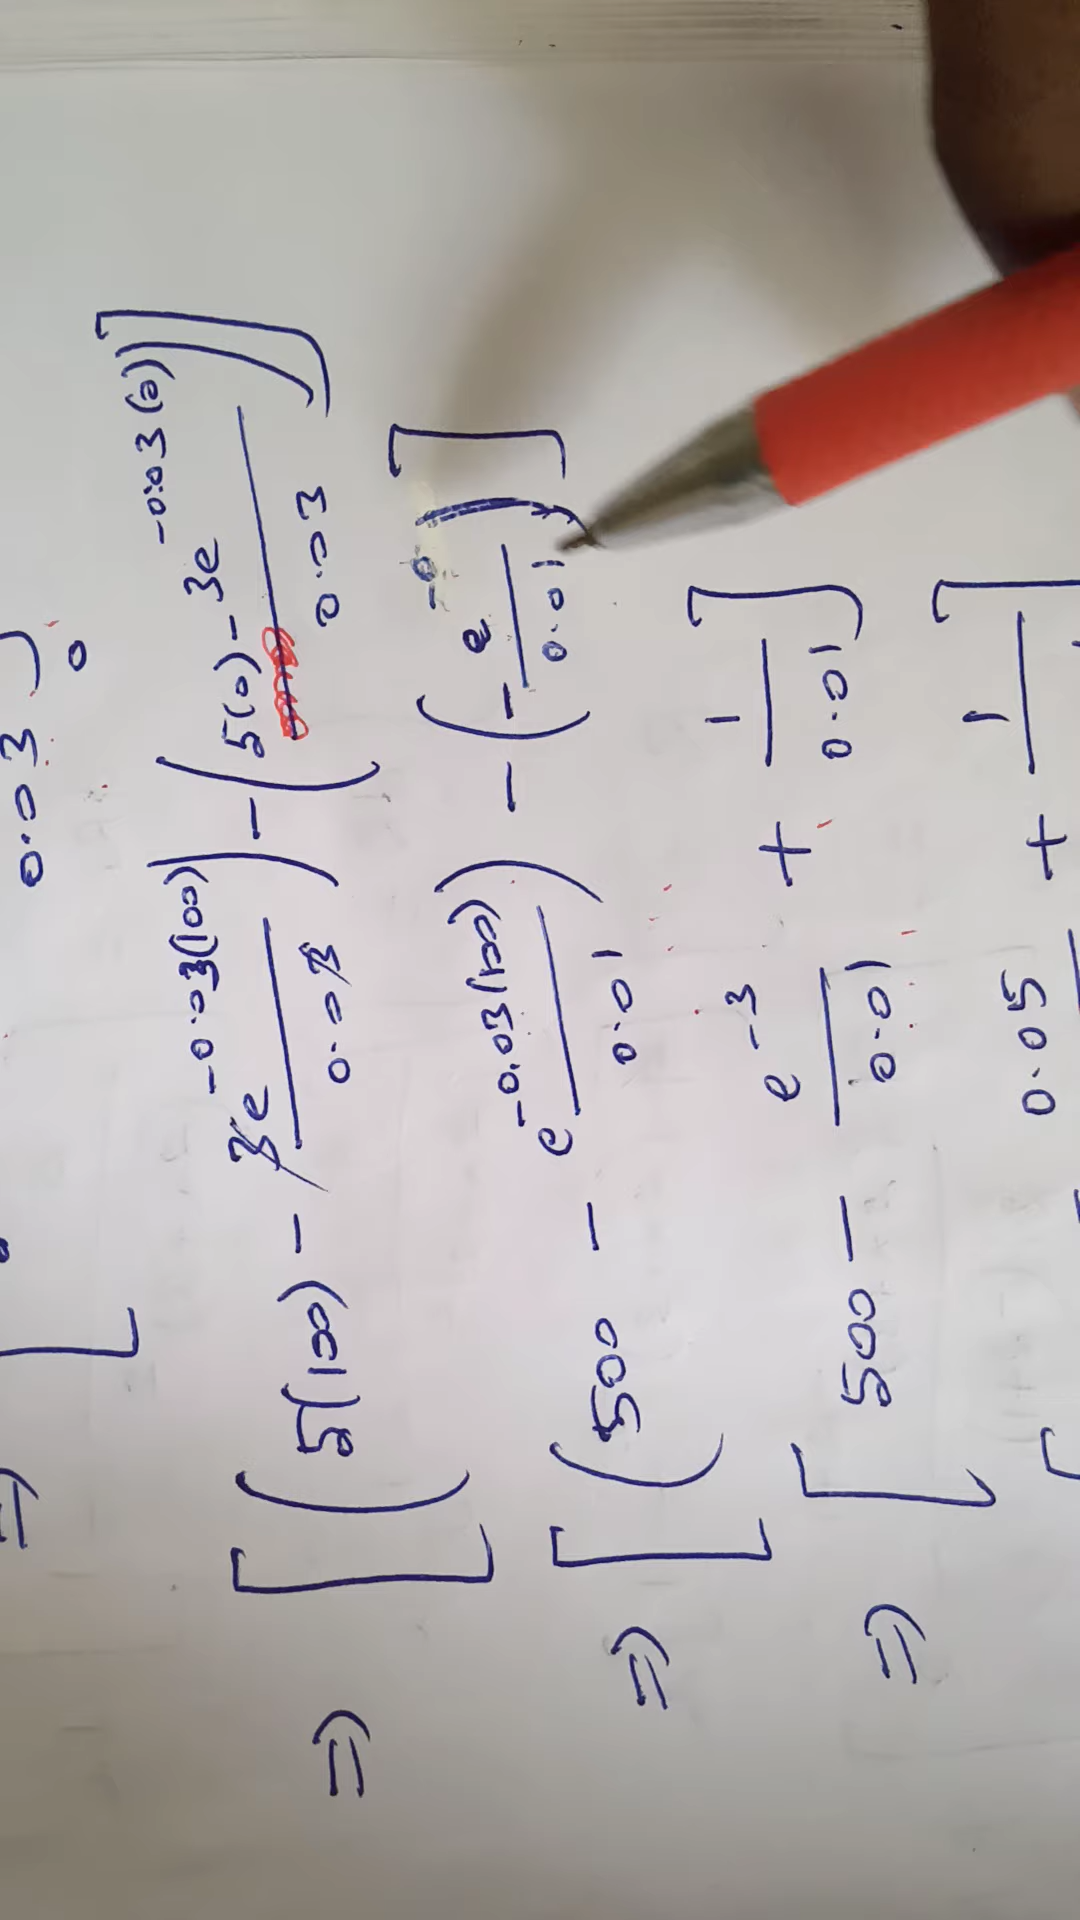 0.03 ) 0
=> [ (5(100) - 3e^-0.03(100) / 0.03) - (5(0) - 3e^-0.03(0) / 0.03) ]
=> [ (500 - e^-0.03(100) / 0.01) - (- e^-0 / 0.01) ]
=> [ 500 - e^-3 / 0.01 + 1 / 0.01 ]
[ - 0.05 + 1